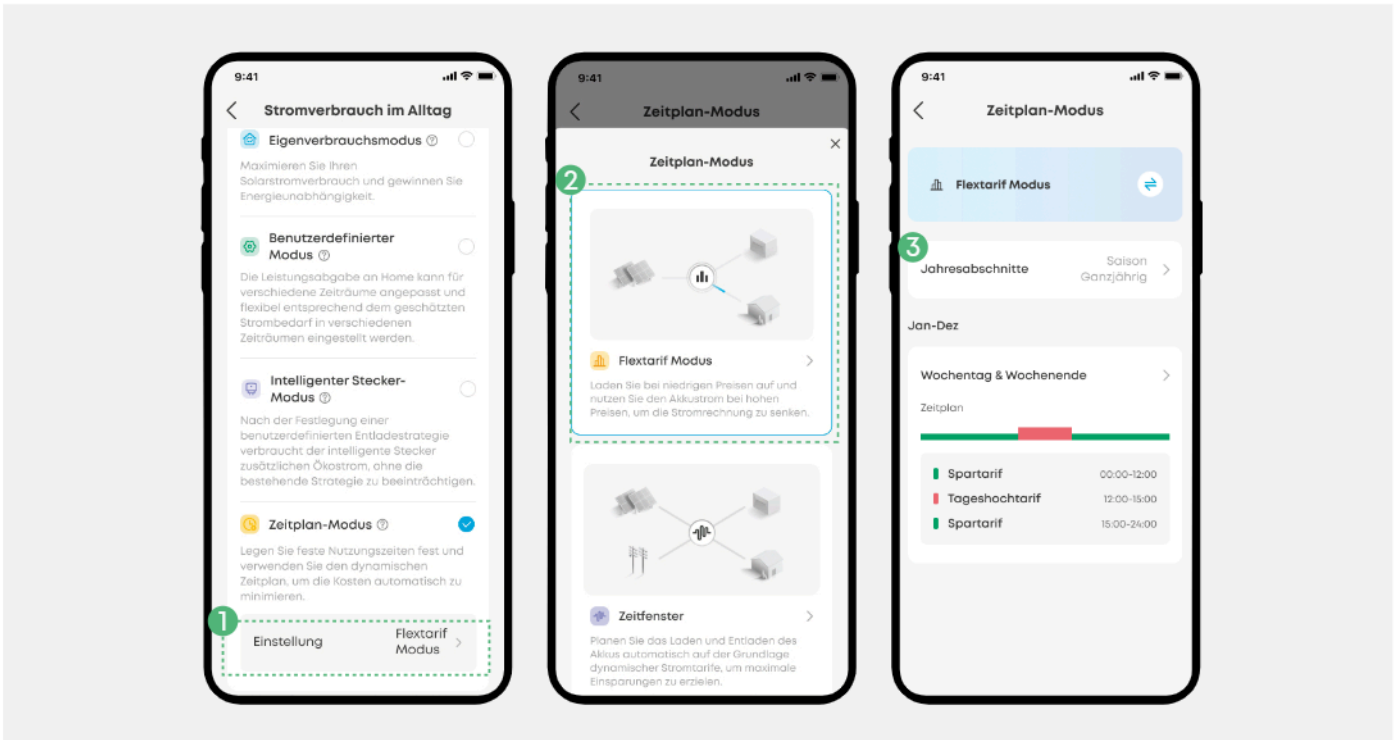 9:41
Stromverbrauch im Alltag
Eigenverbrauchsmodus ?
Maximieren Sie Ihren
Solarstromverbrauch und gewinnen Sie
Energieunabhängigkeit.
Benutzerdefinierter
Modus ?
Die Leistungsabgabe an Home kann für
verschiedene Zeiträume angepasst und
flexibel entsprechend dem geschätzten
Strombedarf in verschiedenen
Zeiträumen eingestellt werden.
Intelligenter Stecker-
Modus ?
Nach der Festlegung einer
benutzerdefinierten Entladestrategie
verbraucht der intelligente Stecker
zusätzlichen Ökostrom, ohne die
bestehende Strategie zu beeinträchtigen.
Zeitplan-Modus ?
Legen Sie feste Nutzungszeiten fest und
verwenden Sie den dynamischen
Zeitplan, um die Kosten automatisch zu
minimieren.
1
Einstellung
Flextarif
Modus
9:41
Zeitplan-Modus
Zeitplan-Modus
2
Flextarif Modus
Laden Sie bei niedrigen Preisen auf und
nutzen Sie den Akkustrom bei hohen
Preisen, um die Stromrechnung zu senken.
Zeitfenster
Planen Sie das Laden und Entladen des
Akkus automatisch auf der Grundlage
dynamischer Stromtarife, um maximale
Einsparungen zu erzielen.
9:41
Zeitplan-Modus
Flextarif Modus
3
Jahresabschnitte
Saison
Ganzjährig
Jan-Dez
Wochentag & Wochenende
Zeitplan
Spartarif 00:00-12:00
Tageshochtarif 12:00-15:00
Spartarif 15:00-24:00